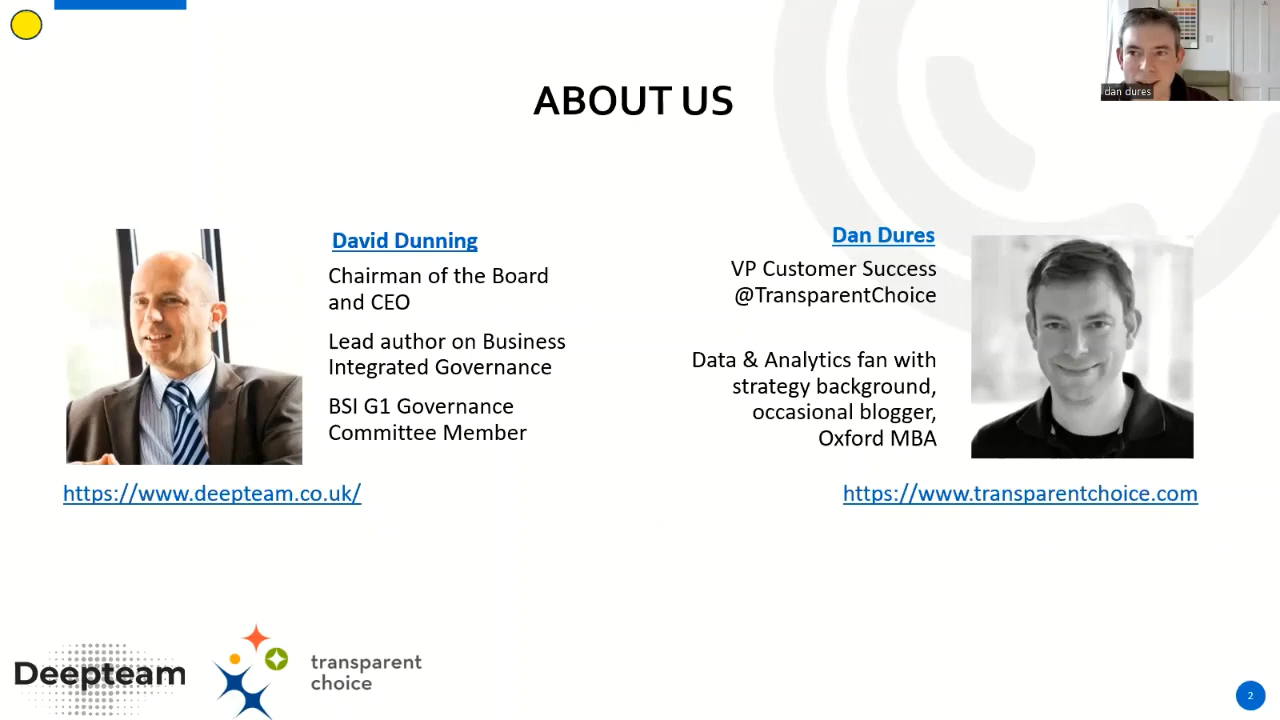 dan dures
ABOUT US
David Dunning
Chairman of the Board
and CEO
Lead author on Business
Integrated Governance
BSI G1 Governance
Committee Member
https://www.deepteam.co.uk/
Dan Dures
VP Customer Success
@TransparentChoice
Data & Analytics fan with
strategy background,
occasional blogger,
Oxford MBA
https://www.transparentchoice.com
Deepteam
transparent
choice
2